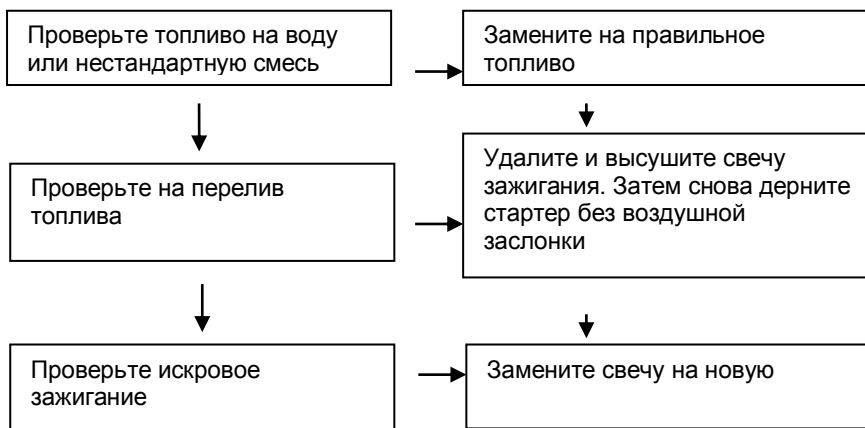 Проверьте топливо на воду
или нестандартную смесь
Замените на правильное
топливо
Проверьте на перелив
топлива
Удалите и высушите свечу
зажигания. Затем снова дерните
стартер без воздушной
заслонки
Проверьте искровое
зажигание
Замените свечу на новую